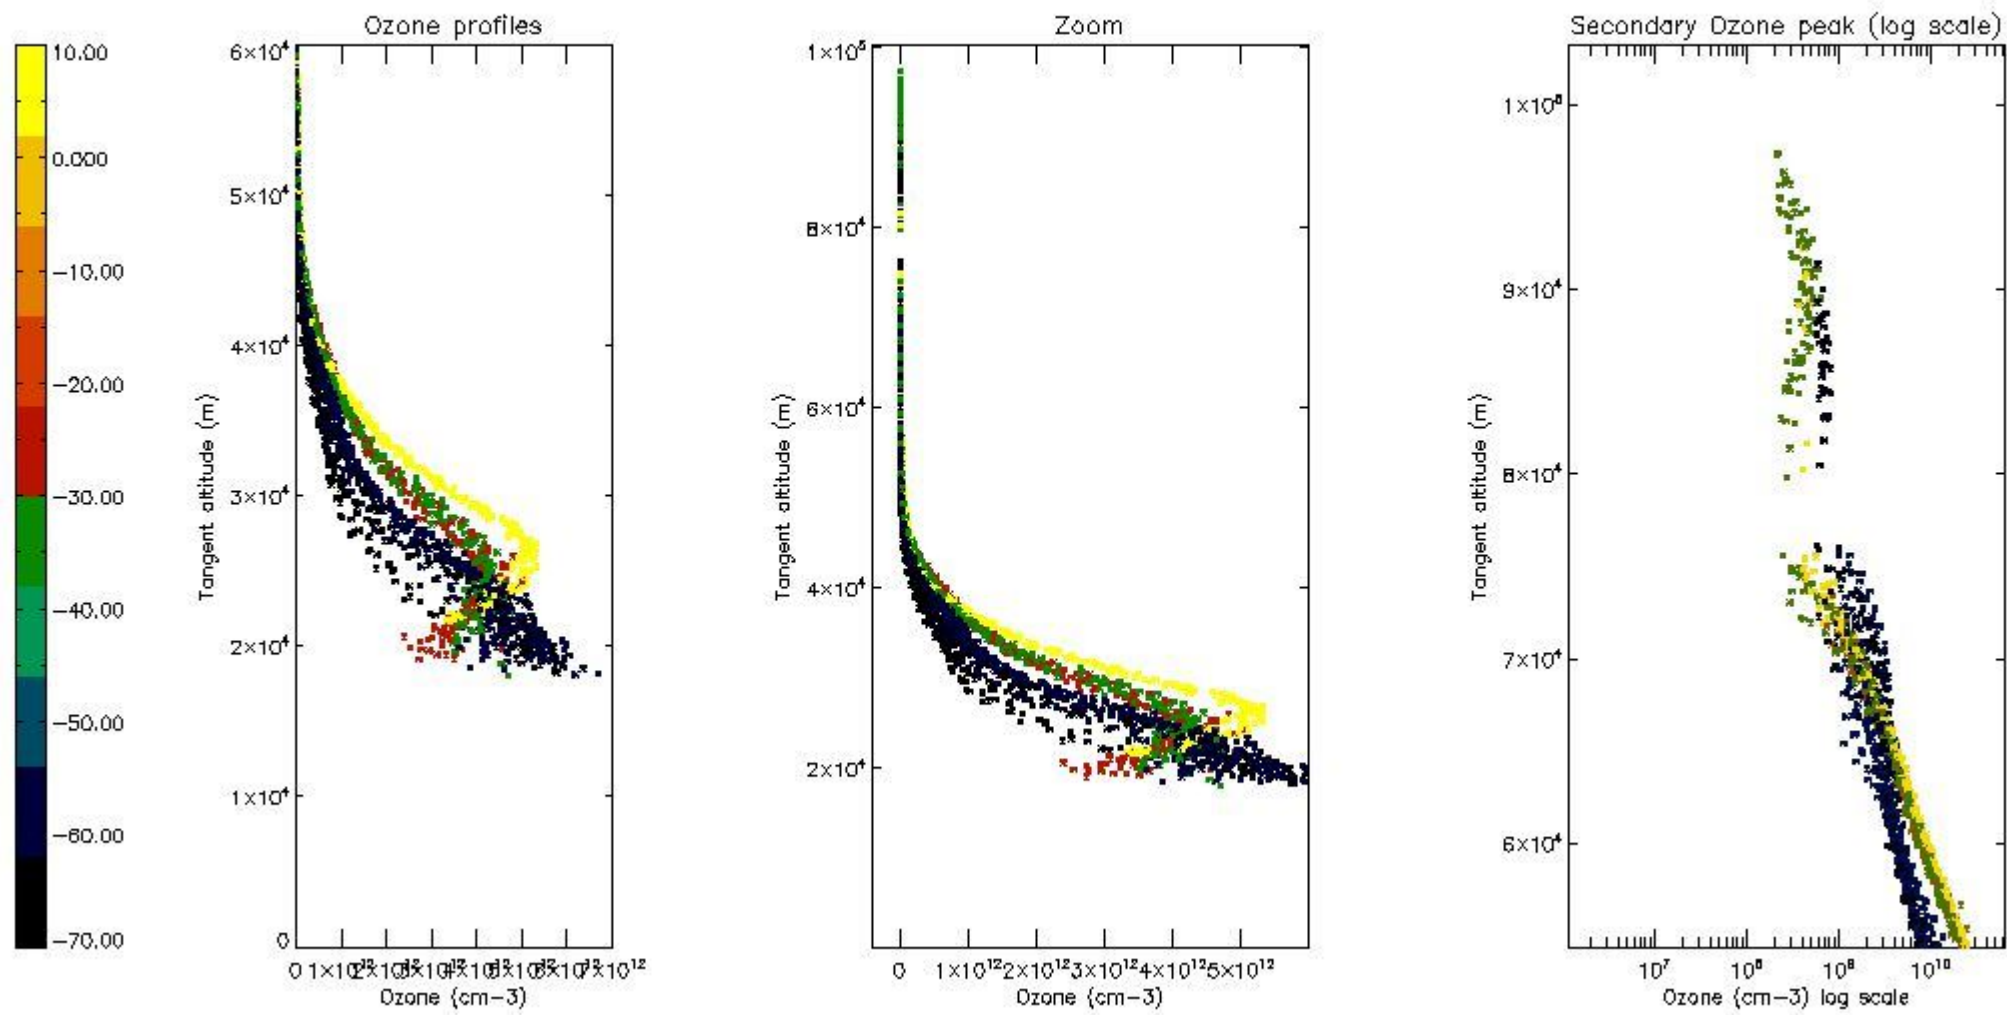 Ozone profiles
Zoom
Secondary Ozone peak (log scale)
10.00
0.000
−10.00
−20.00
−30.00
−40.00
−50.00
−60.00
−70.00
6×10⁴
5×10⁴
4×10⁴
3×10⁴
2×10⁴
1×10⁴
0
Tangent altitude (m)
Ozone (cm−3)
1×10⁵
8×10⁴
6×10⁴
4×10⁴
2×10⁴
Tangent altitude (m)
0 1×10¹² 2×10¹² 3×10¹² 4×10¹² 5×10¹²
Ozone (cm−3)
9×10⁴
8×10⁴
7×10⁴
6×10⁴
Tangent altitude (m)
10⁷ 10⁸ 10⁹ 10¹⁰
Ozone (cm−3) log scale